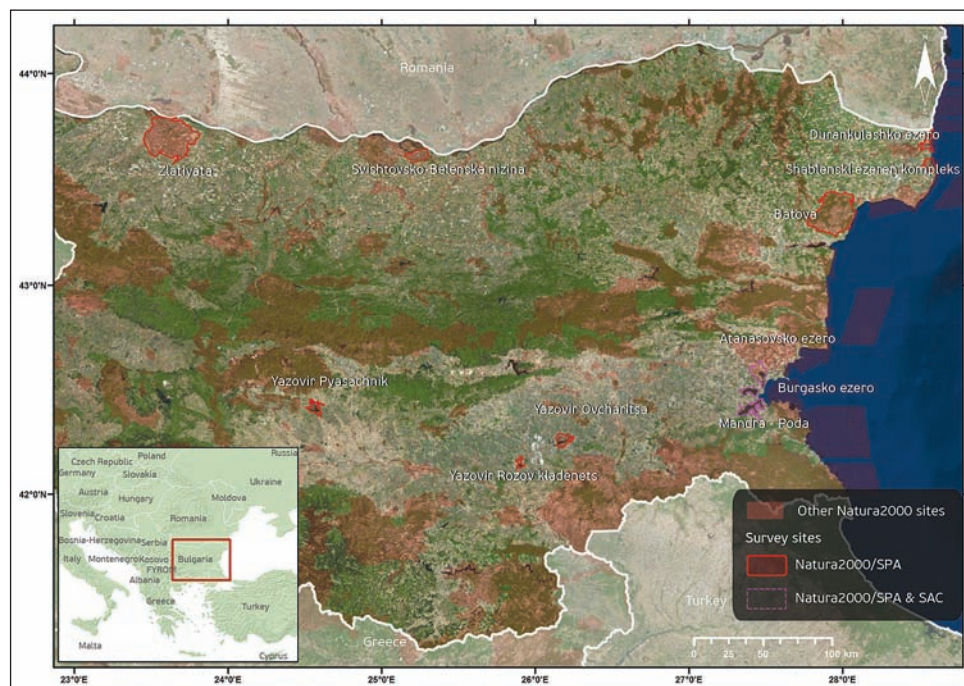 44°0'N
43°0'N
42°0'N
Romania
Zlatiyata
Svishtovsko-Belenska nizina
Durankulashko ezero
Shablenski ezeren kompleks
Batova
Atanasovsko ezero
Burgasko ezero
Mandra - Poda
Yazovir Pyasachnik
Yazovir Ovcharitsa
Yazovir Rozov kladenets
Greece
Turkey
Poland
Russia
Czech Republic
Germany
Slovakia
Ukraine
Austria
Hungary
Moldova
Slovenia
Croatia
Romania
Bosnia-Herzegovina
Serbia
Italy
Montenegro
Kosovo
Bulgaria
FYROM
Albania
Greece
Turkey
Malta
Cyprus
Other Natura2000 sites
Survey sites
Natura2000/SPA
Natura2000/SPA & SAC
0 25 50 100 km
23°0'E
24°0'E
25°0'E
26°0'E
27°0'E
28°0'E